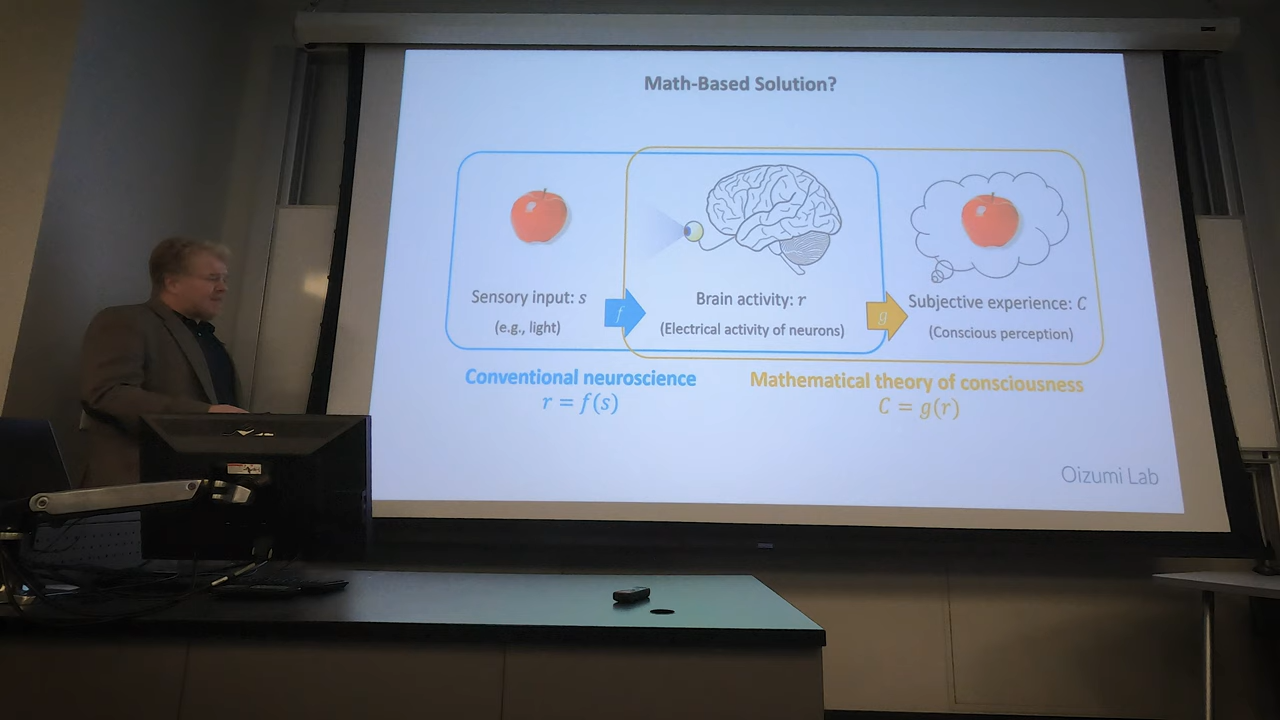 Math-Based Solution?
Sensory input: s
(e.g., light)
f
Brain activity: r
(Electrical activity of neurons)
g
Subjective experience: C
(Conscious perception)
Conventional neuroscience
r = f(s)
Mathematical theory of consciousness
C = g(r)
Oizumi Lab